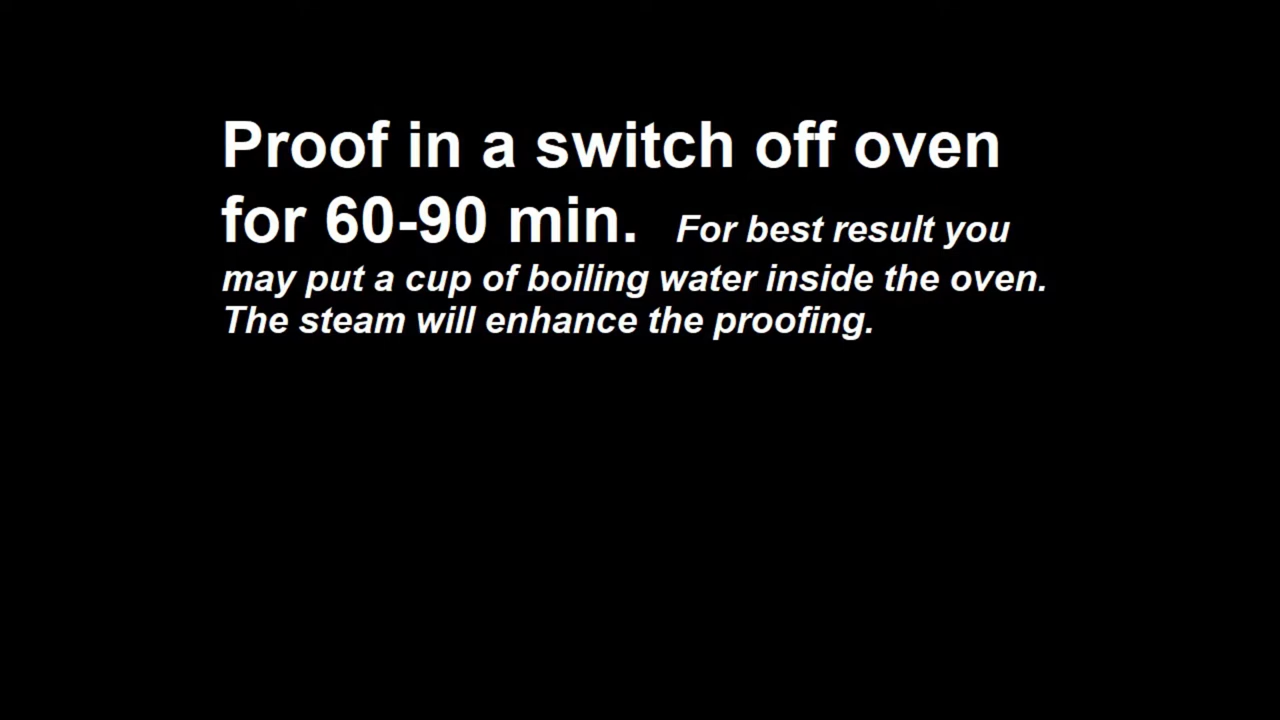 Proof in a switch off oven
for 60-90 min. For best result you
may put a cup of boiling water inside the oven.
The steam will enhance the proofing.